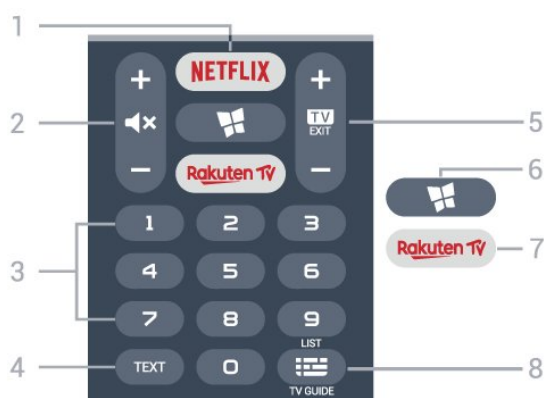 1
NETFLIX
+ +
2
TV
EXIT
5
6
- -
Rakuten TV
1 2 3
Rakuten TV
7
3
4 5 6
7 8 9
LIST
4
TEXT
0
8
TV GUIDE